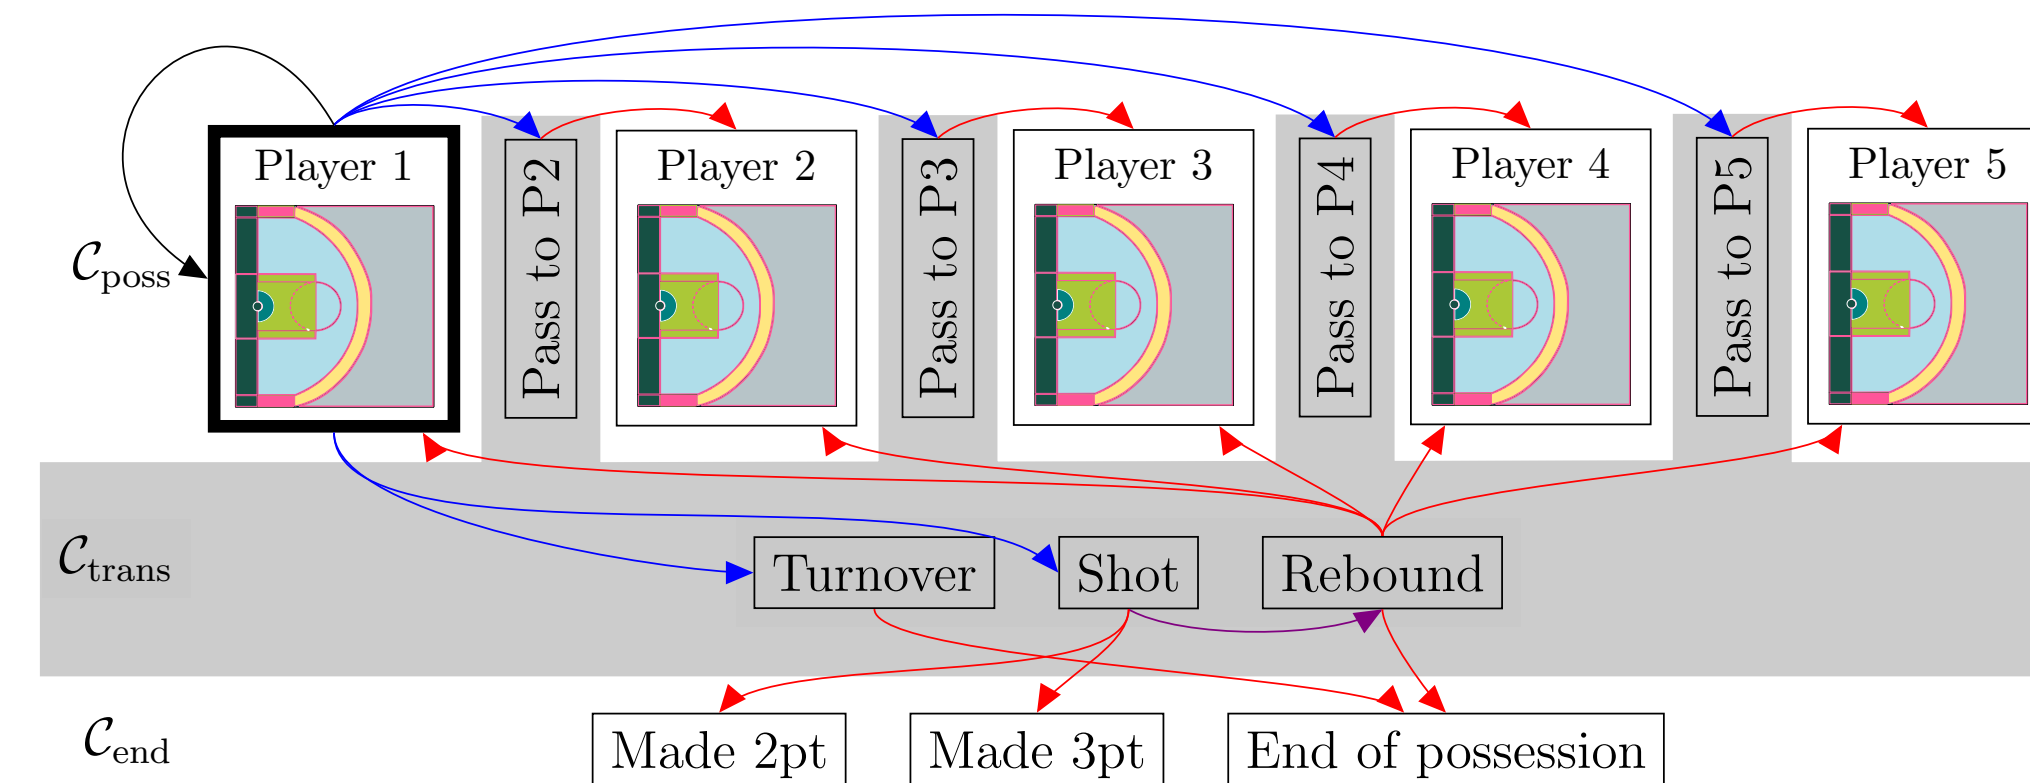 Player 1
Pass to P2
Player 2
Pass to P3
Player 3
Pass to P4
Player 4
Pass to P5
Player 5
𝒞poss
𝒞trans
Turnover
Shot
Rebound
𝒞end
Made 2pt
Made 3pt
End of possession